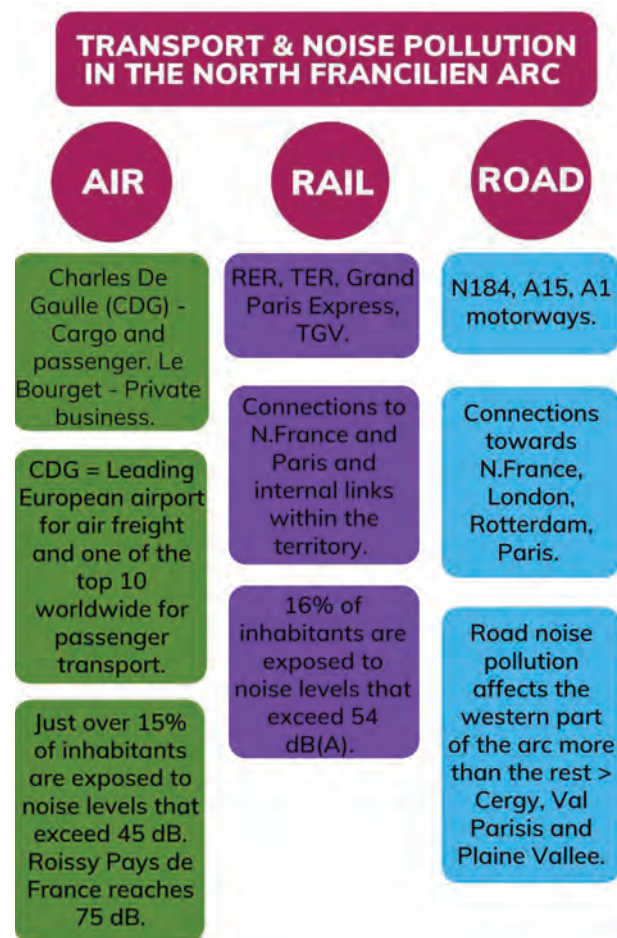 TRANSPORT & NOISE POLLUTION
IN THE NORTH FRANCILIEN ARC
AIR
Charles De
Gaulle (CDG) -
Cargo and
passenger. Le
Bourget - Private
business.
CDG = Leading
European airport
for air freight
and one of the
top 10
worldwide for
passenger
transport.
Just over 15%
of inhabitants
are exposed to
noise levels that
exceed 45 dB.
Roissy Pays de
France reaches
75 dB.
RAIL
RER, TER, Grand
Paris Express,
TGV.
Connections to
N.France and
Paris and
internal links
within the
territory.
16% of
inhabitants are
exposed to
noise levels that
exceed 54
dB(A).
ROAD
N184, A15, A1
motorways.
Connections
towards
N.France,
London,
Rotterdam,
Paris.
Road noise
pollution
affects the
western part
of the arc more
than the rest >
Cergy, Val
Parisis and
Plaine Vallee.